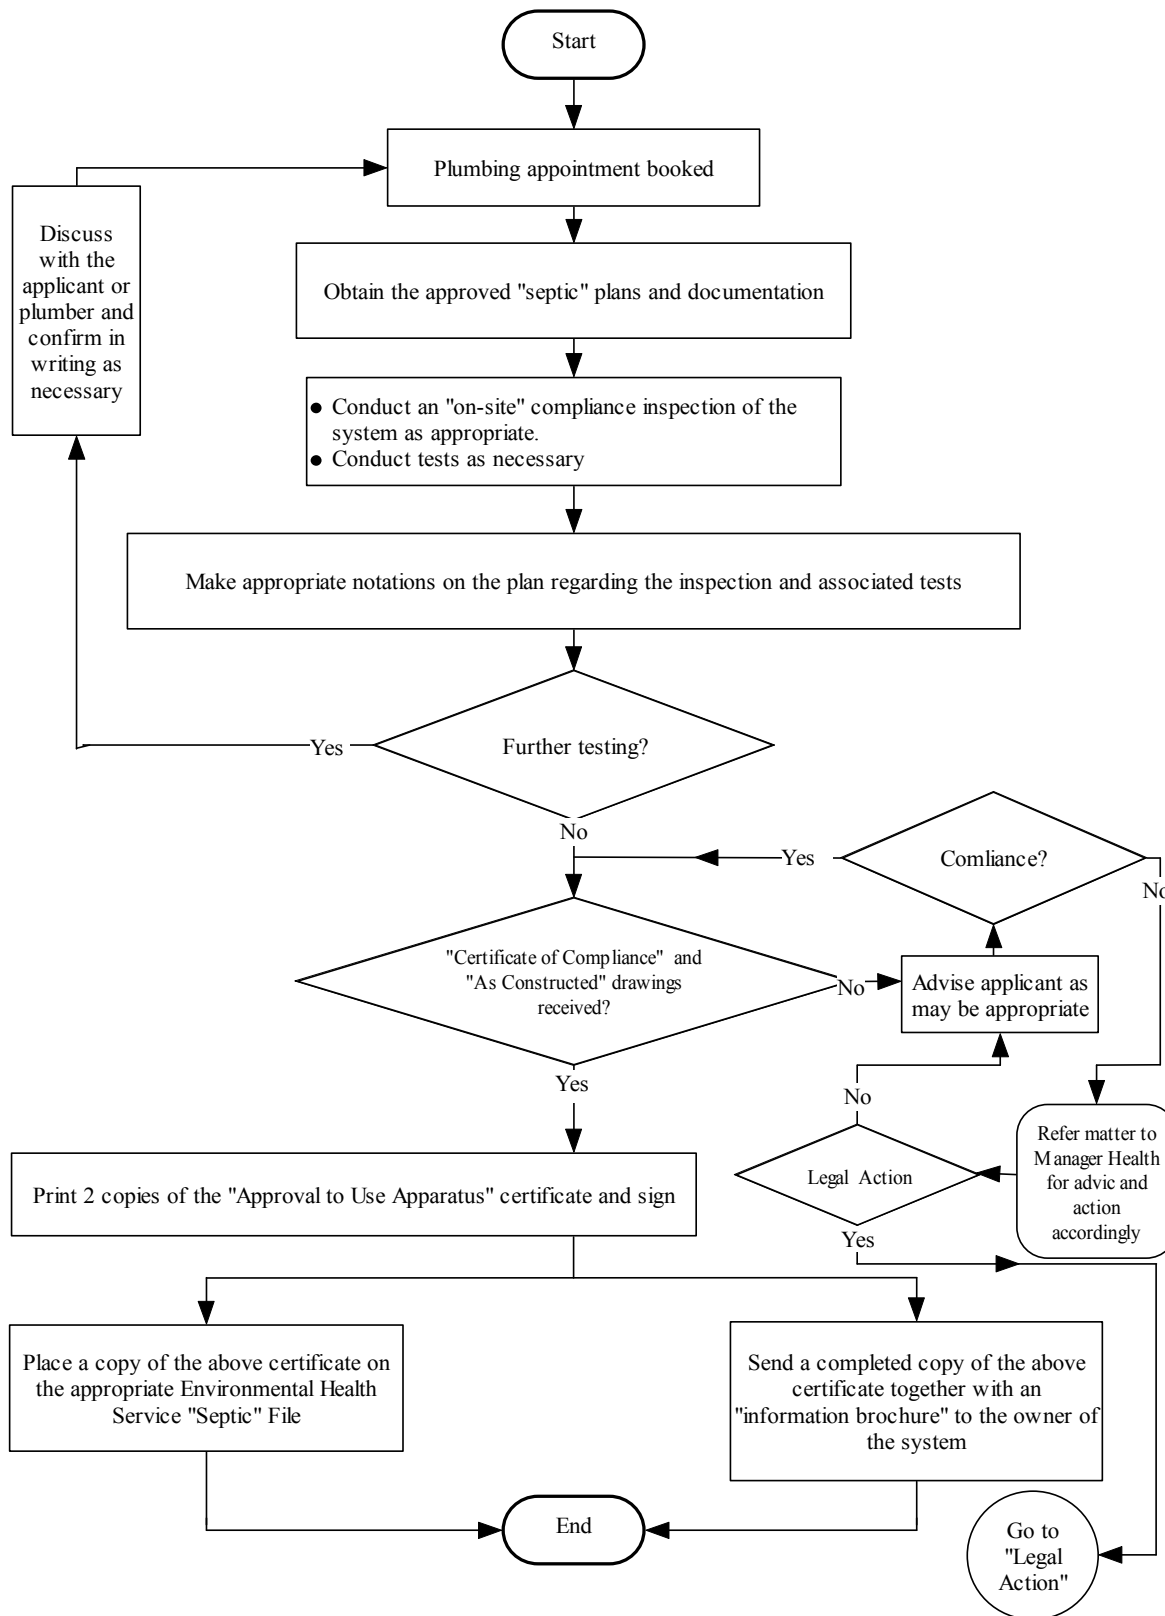 Start
Plumbing appointment booked
Discuss
with the
applicant or
plumber and
confirm in
writing as
necessary
Obtain the approved "septic" plans and documentation
● Conduct an "on-site" compliance inspection of the
system as appropriate.
● Conduct tests as necessary
Make appropriate notations on the plan regarding the inspection and associated tests
Further testing?
Yes
No
Comliance?
Yes
No
"Certificate of Compliance" and
"As Constructed" drawings
received?
No
Advise applicant as
may be appropriate
Yes
No
Legal Action
Refer matter to
Manager Health
for advic and
action
accordingly
Yes
Print 2 copies of the "Approval to Use Apparatus" certificate and sign
Place a copy of the above certificate on
the appropriate Environmental Health
Service "Septic" File
Send a completed copy of the above
certificate together with an
"information brochure" to the owner of
the system
End
Go to
"Legal
Action"